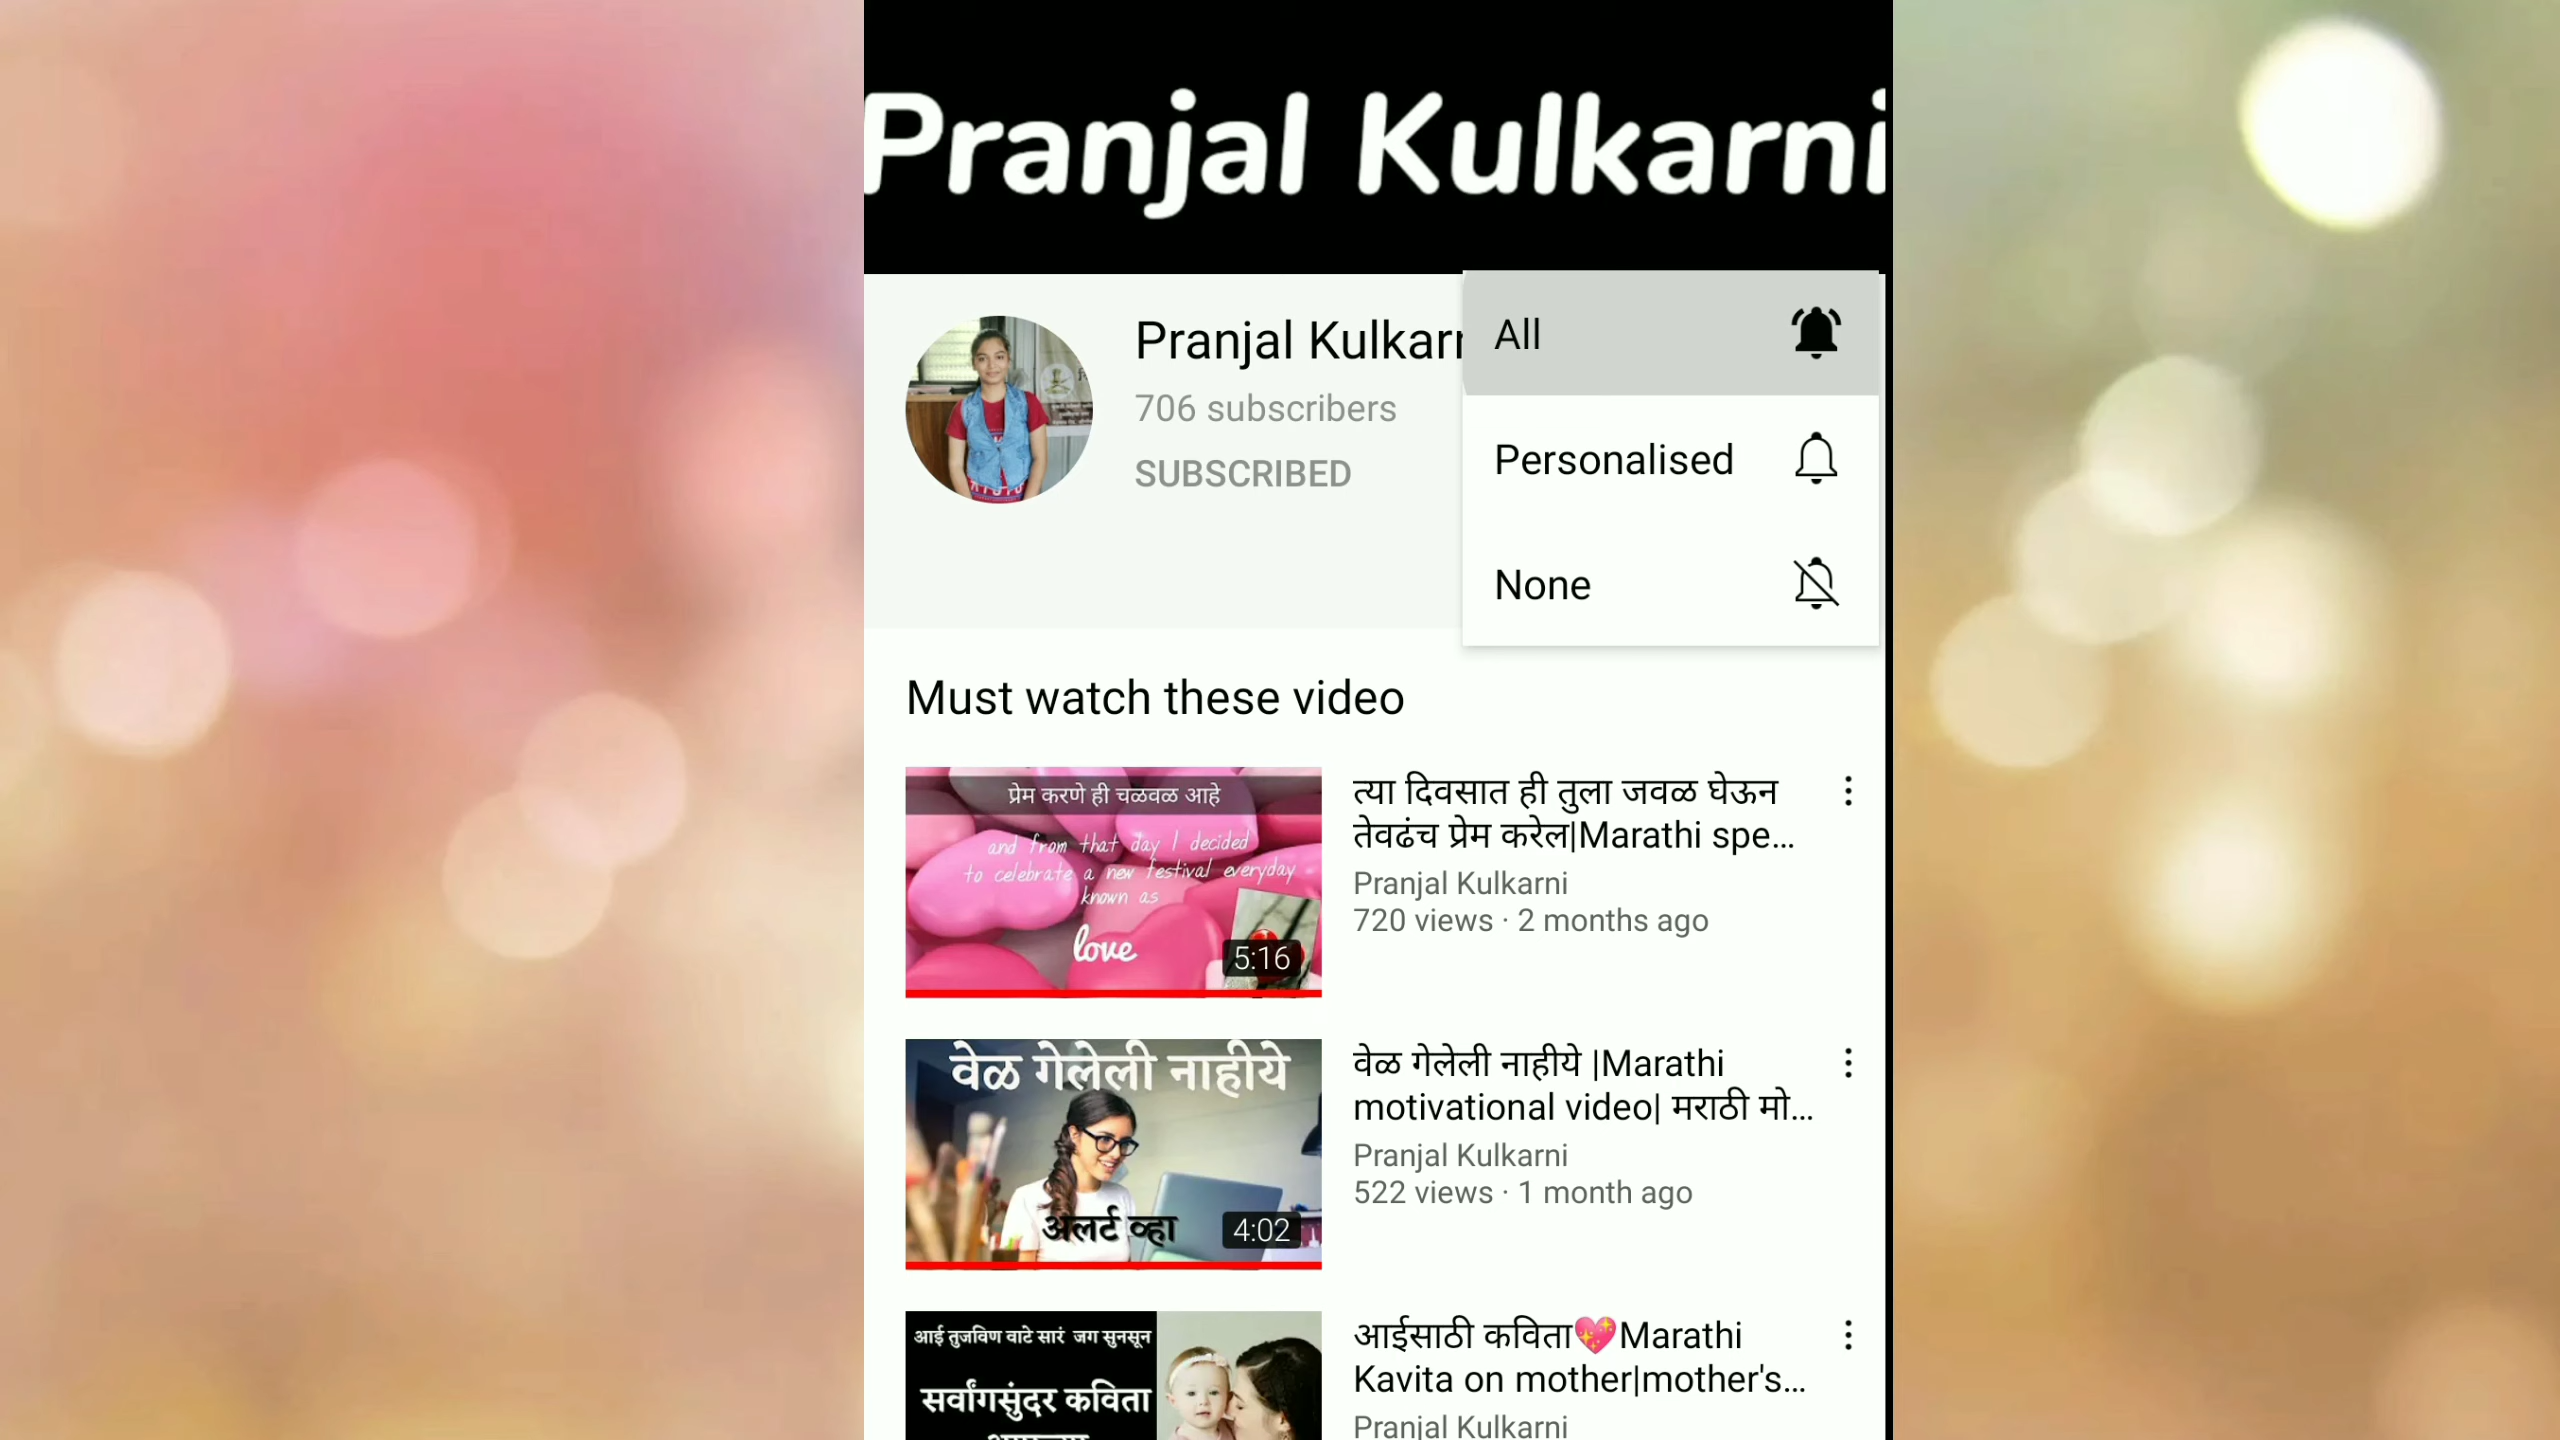 Pranjal Kulkarni
Pranjal Kulkar
706 subscribers
SUBSCRIBED
All
Personalised
None
Must watch these video
प्रेम करणे ही चळवळ आहे
and from that day I decided
to celebrate a new festival everyday
known as
love
5:16
त्या दिवसात ही तुला जवळ घेऊन
तेवढंच प्रेम करेल|Marathi spe...
Pranjal Kulkarni
720 views · 2 months ago
वेळ गेलेली नाहीये
अलर्ट व्हा
4:02
वेळ गेलेली नाहीये |Marathi
motivational video| मराठी मो...
Pranjal Kulkarni
522 views · 1 month ago
आई तुजविण वाटे सारं जग सुनसून
सर्वांगसुंदर कविता
आईसाठी कविता💖Marathi
Kavita on mother|mother's...
Pranjal Kulkarni